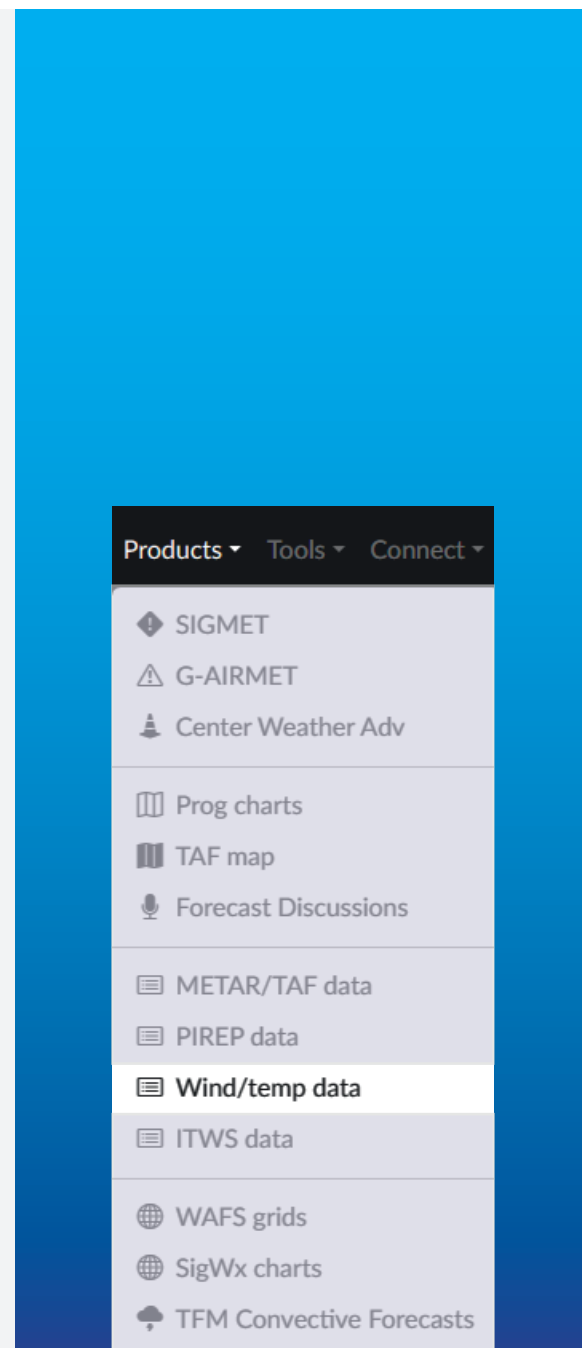 Products Tools Connect
SIGMET
G-AIRMET
Center Weather Adv
Prog charts
TAF map
Forecast Discussions
METAR/TAF data
PIREP data
Wind/temp data
ITWS data
WAFS grids
SigWx charts
TFM Convective Forecasts